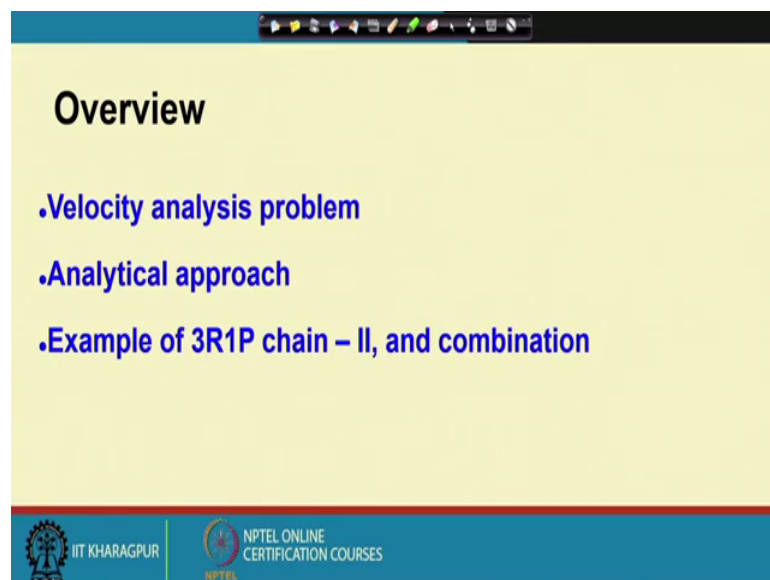 Overview
•Velocity analysis problem
•Analytical approach
•Example of 3R1P chain – II, and combination
IIT KHARAGPUR
NPTEL ONLINE
CERTIFICATION COURSES
NPTEL